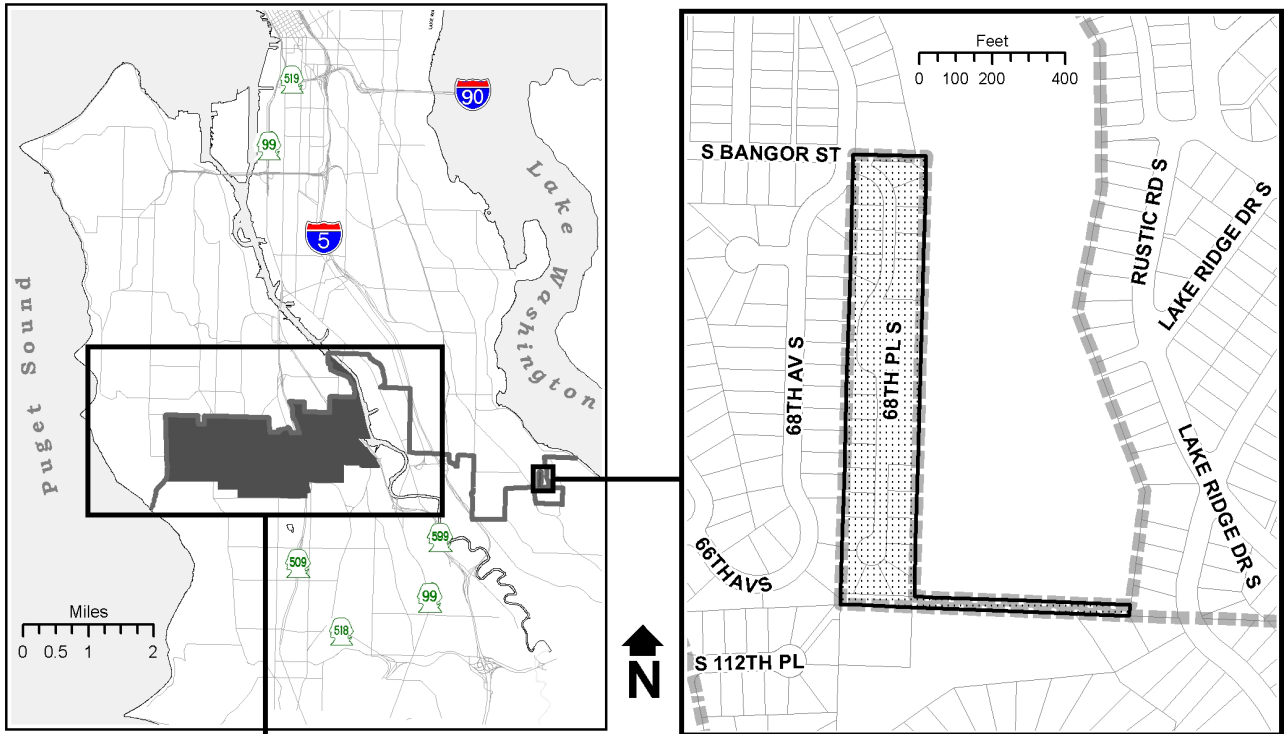 519
90
99
5
Lake Washington
Puget Sound
599
509
99
518
Miles
0 0.5 1 2
N
Feet
0 100 200 400
S BANGOR ST
RUSTIC RD S
LAKE RIDGE DR S
68TH AV S
68TH PL S
LAKE RIDGE DR S
66TH AV S
S 112TH PL